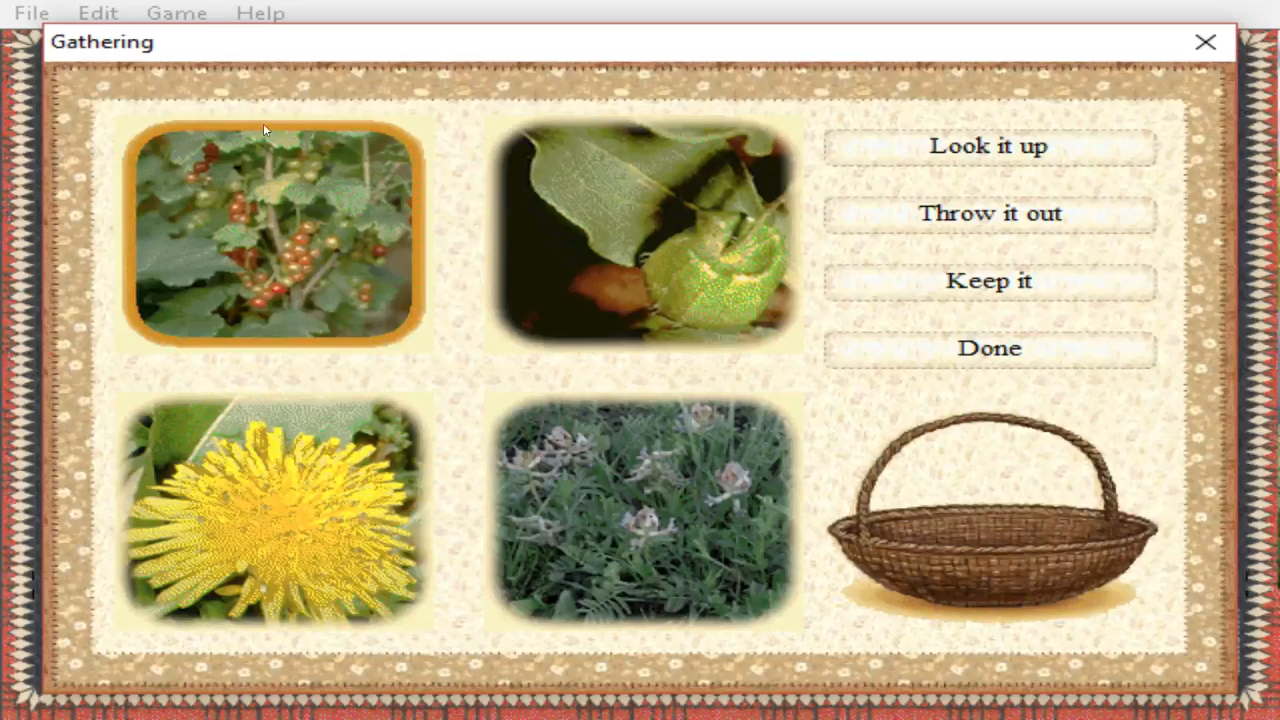 File Edit Game Help
Gathering
Look it up
Throw it out
Keep it
Done